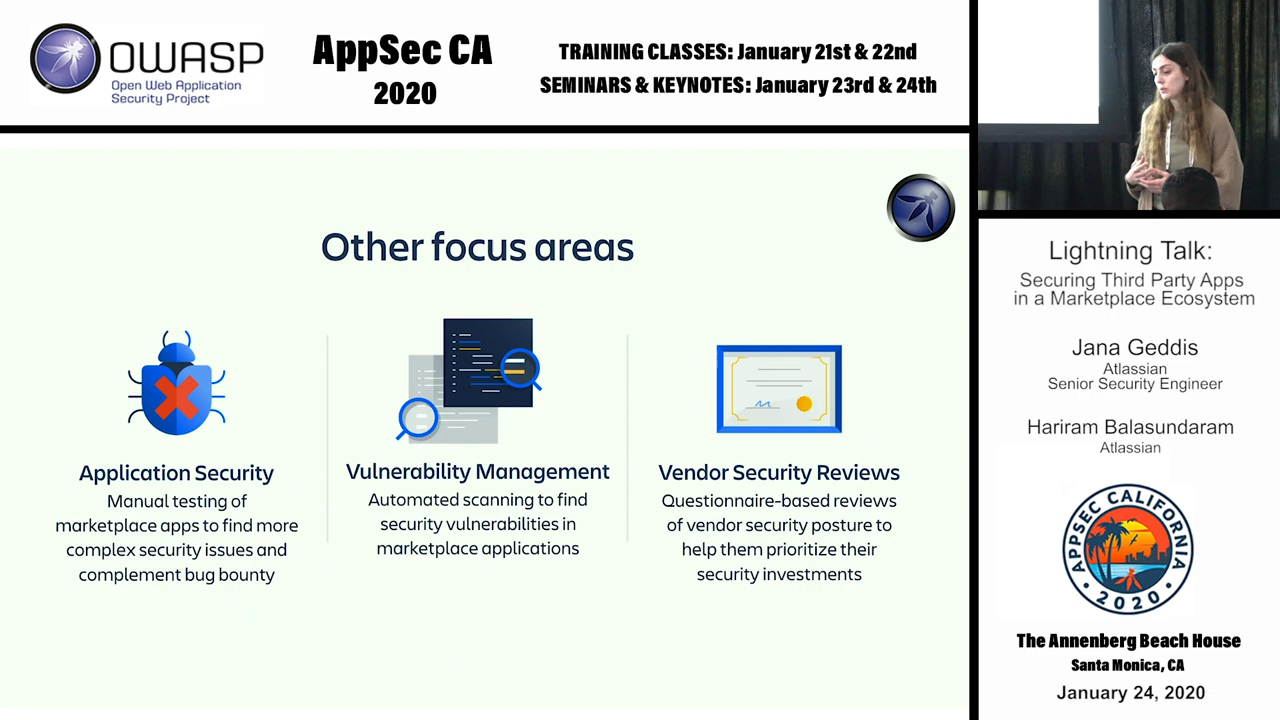 OWASP
Open Web Application
Security Project
AppSec CA
2020
TRAINING CLASSES: January 21st & 22nd
SEMINARS & KEYNOTES: January 23rd & 24th
Other focus areas
Application Security
Manual testing of
marketplace apps to find more
complex security issues and
complement bug bounty
Vulnerability Management
Automated scanning to find
security vulnerabilities in
marketplace applications
Vendor Security Reviews
Questionnaire-based reviews
of vendor security posture to
help them prioritize their
security investments
Lightning Talk:
Securing Third Party Apps
in a Marketplace Ecosystem
Jana Geddis
Atlassian
Senior Security Engineer
Hariram Balasundaram
Atlassian
APPSEC CALIFORNIA
• 2020 •
The Annenberg Beach House
Santa Monica, CA
January 24, 2020